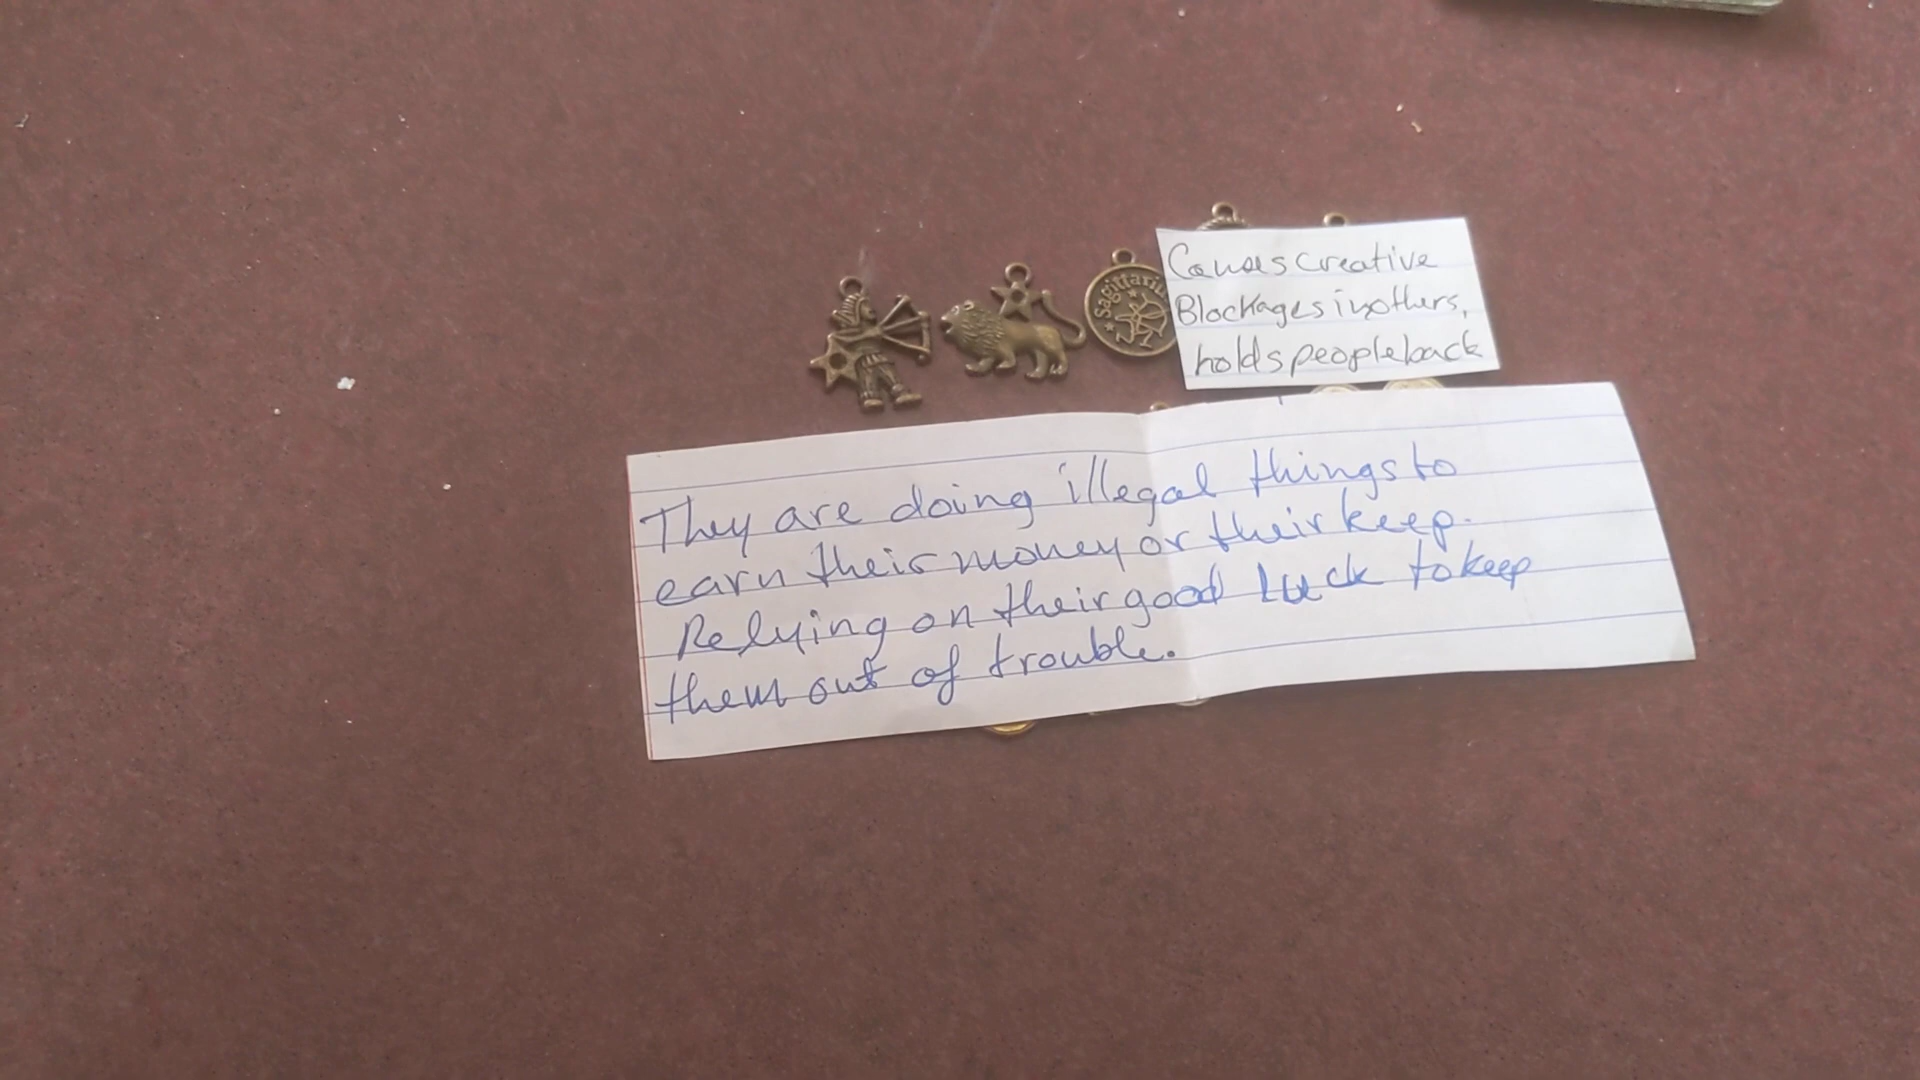 Sagittari
Causes creative
Blockages in others,
holds people back
They are doing illegal things to
earn their money or their keep.
Relying on their good luck to keep
them out of trouble.